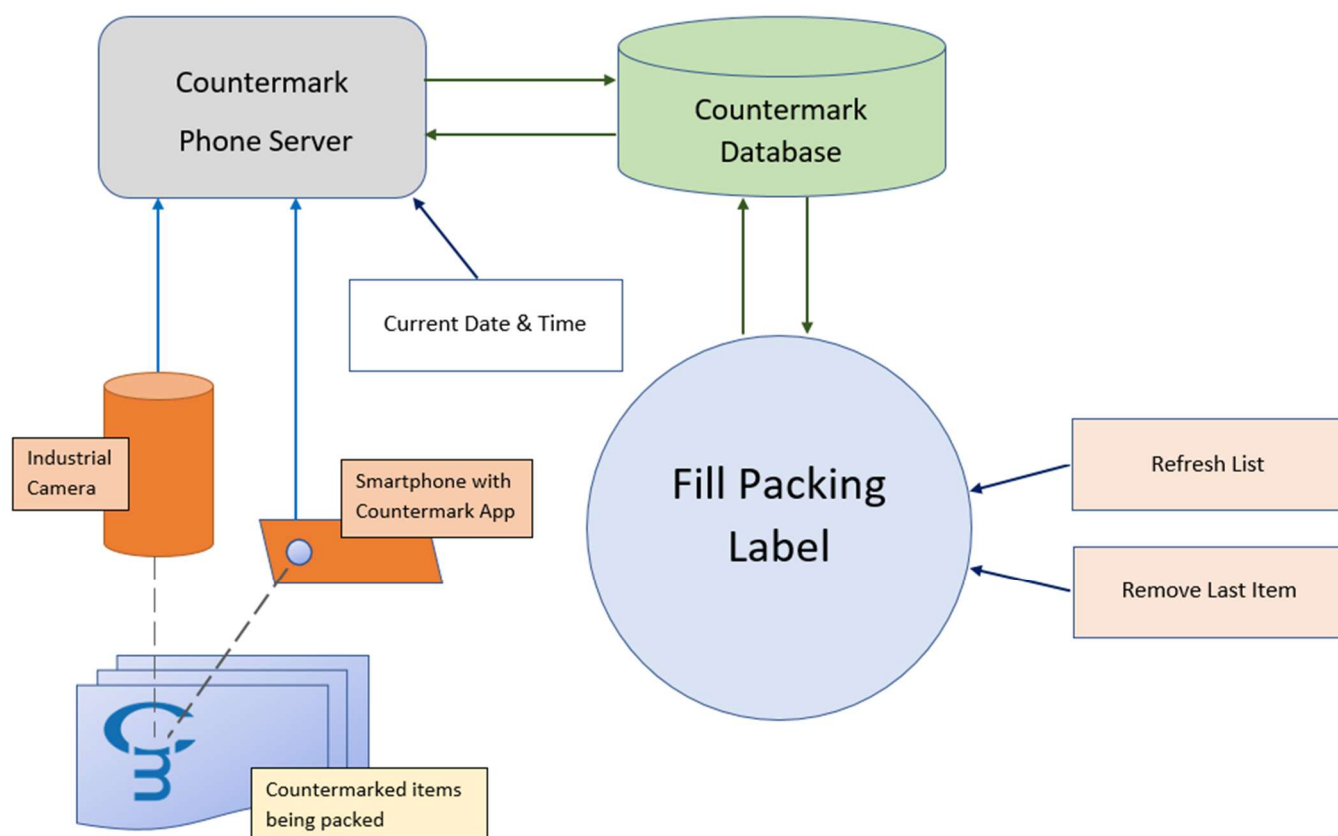 Countermark
Phone Server
Countermark
Database
Current Date & Time
Industrial
Camera
Smartphone with
Countermark App
Fill Packing
Label
Refresh List
Remove Last Item
Cm
Countermarked items
being packed